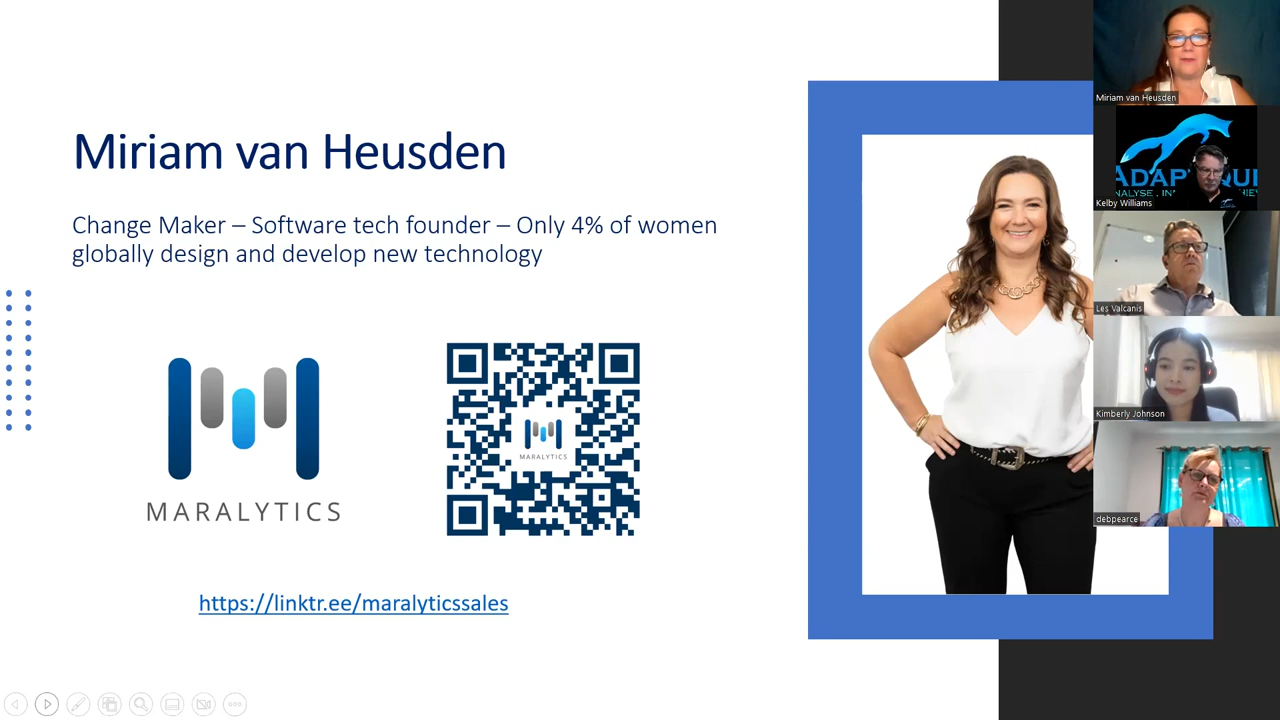 Miriam van Heusden
Change Maker – Software tech founder – Only 4% of women
globally design and develop new technology
MARALYTICS
MARALYTICS
https://linktr.ee/maralyticssales
Miriam van Heusden
Kelby Williams
Les Valcanis
Kimberly Johnson
debpearce